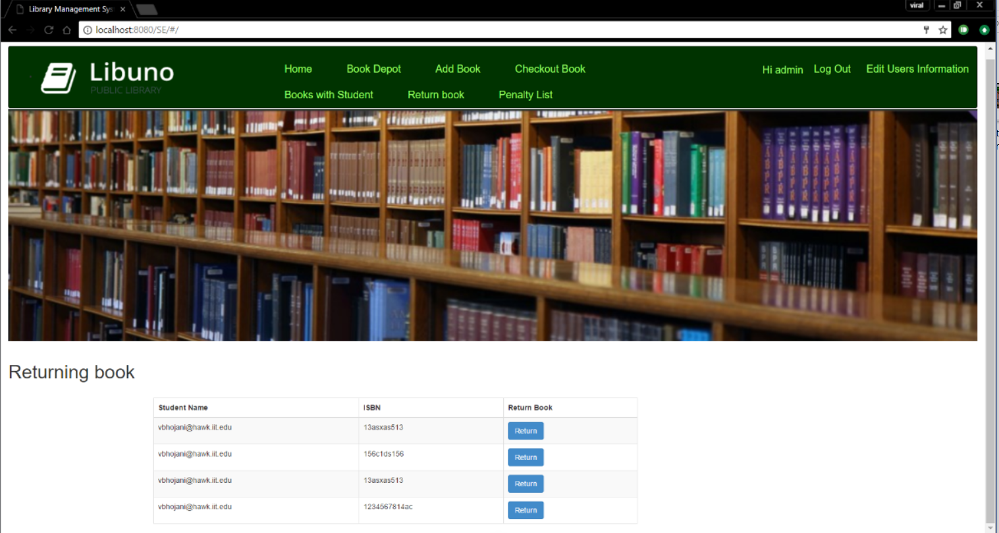 Library Management Sys
viral
localhost:8080/SE/#/
Libuno
PUBLIC LIBRARY
Home Book Depot Add Book Checkout Book
Hi admin Log Out Edit Users Information
Books with Student Return book Penalty List
Returning book
Student Name ISBN Return Book
vbhojani@hawk.iit.edu 13asxas513 Return
vbhojani@hawk.iit.edu 156c1ds156 Return
vbhojani@hawk.iit.edu 13asxas513 Return
vbhojani@hawk.iit.edu 1234567814ac Return